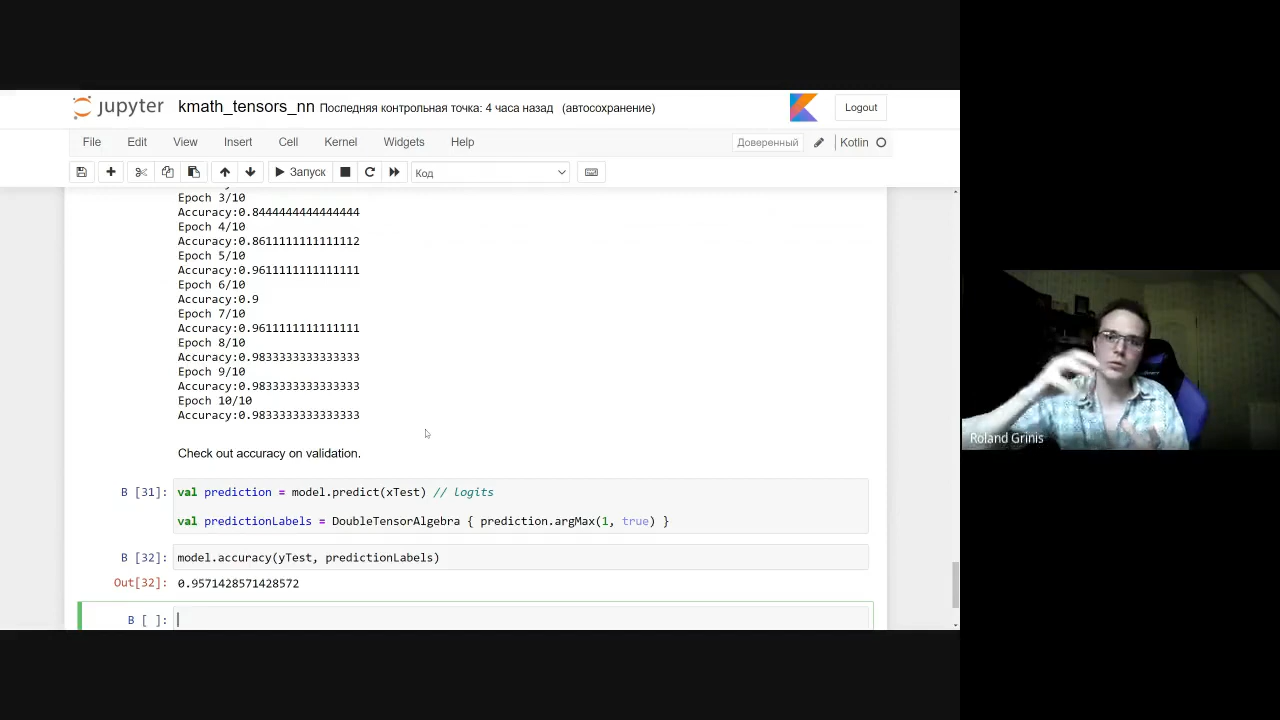 jupyter kmath_tensors_nn Последняя контрольная точка: 4 часа назад (автосохранение) Logout
File Edit View Insert Cell Kernel Widgets Help Доверенный Kotlin
Запуск Код
Epoch 3/10
Accuracy:0.8444444444444444
Epoch 4/10
Accuracy:0.8611111111111112
Epoch 5/10
Accuracy:0.9611111111111111
Epoch 6/10
Accuracy:0.9
Epoch 7/10
Accuracy:0.9611111111111111
Epoch 8/10
Accuracy:0.9833333333333333
Epoch 9/10
Accuracy:0.9833333333333333
Epoch 10/10
Accuracy:0.9833333333333333
Check out accuracy on validation.
В [31]: val prediction = model.predict(xTest) // logits
val predictionLabels = DoubleTensorAlgebra { prediction.argMax(1, true) }
В [32]: model.accuracy(yTest, predictionLabels)
Out[32]: 0.9571428571428572
В [ ]:
Roland Grinis